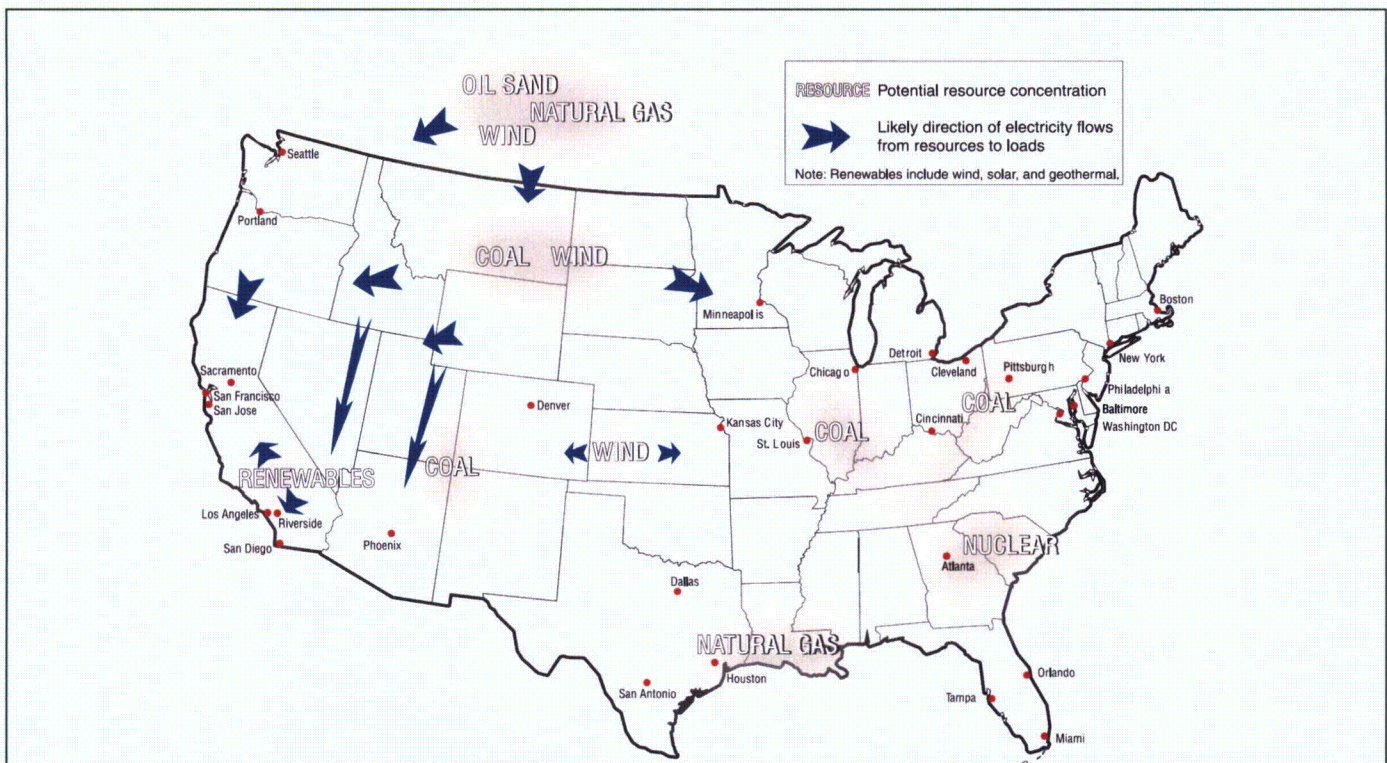 OIL SAND
NATURAL GAS
WIND
RESOURCE Potential resource concentration
Likely direction of electricity flows
from resources to loads
Note: Renewables include wind, solar, and geothermal.
Seattle
Portland
COAL WIND
Minneapolis
Boston
New York
Detroit
Cleveland
Pittsburgh
Chicago
Philadelphia
Sacramento
San Francisco
San Jose
Denver
Kansas City
St. Louis
COAL
Cincinnati
COAL
Baltimore
Washington DC
WIND
COAL
RENEWABLES
Los Angeles
Riverside
San Diego
Phoenix
NUCLEAR
Atlanta
Dallas
NATURAL GAS
Houston
San Antonio
Orlando
Tampa
Miami